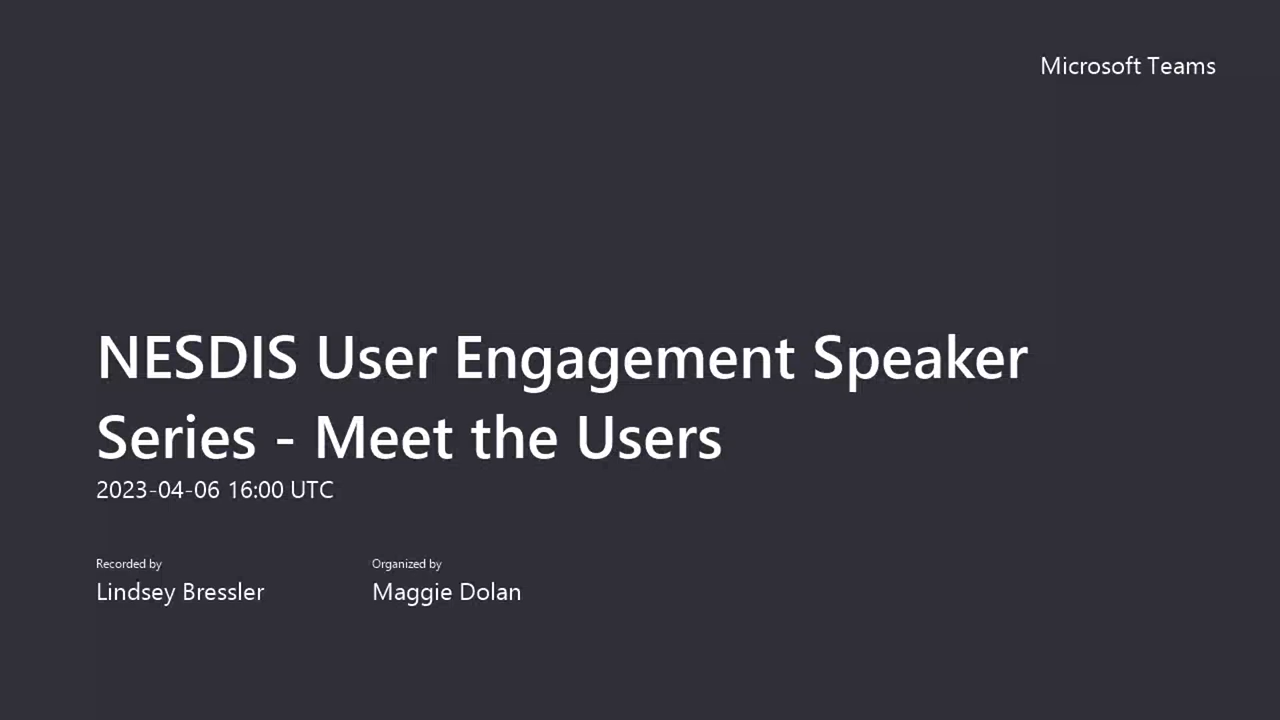 Microsoft Teams
NESDIS User Engagement Speaker
Series - Meet the Users
2023-04-06 16:00 UTC
Recorded by
Lindsey Bressler
Organized by
Maggie Dolan